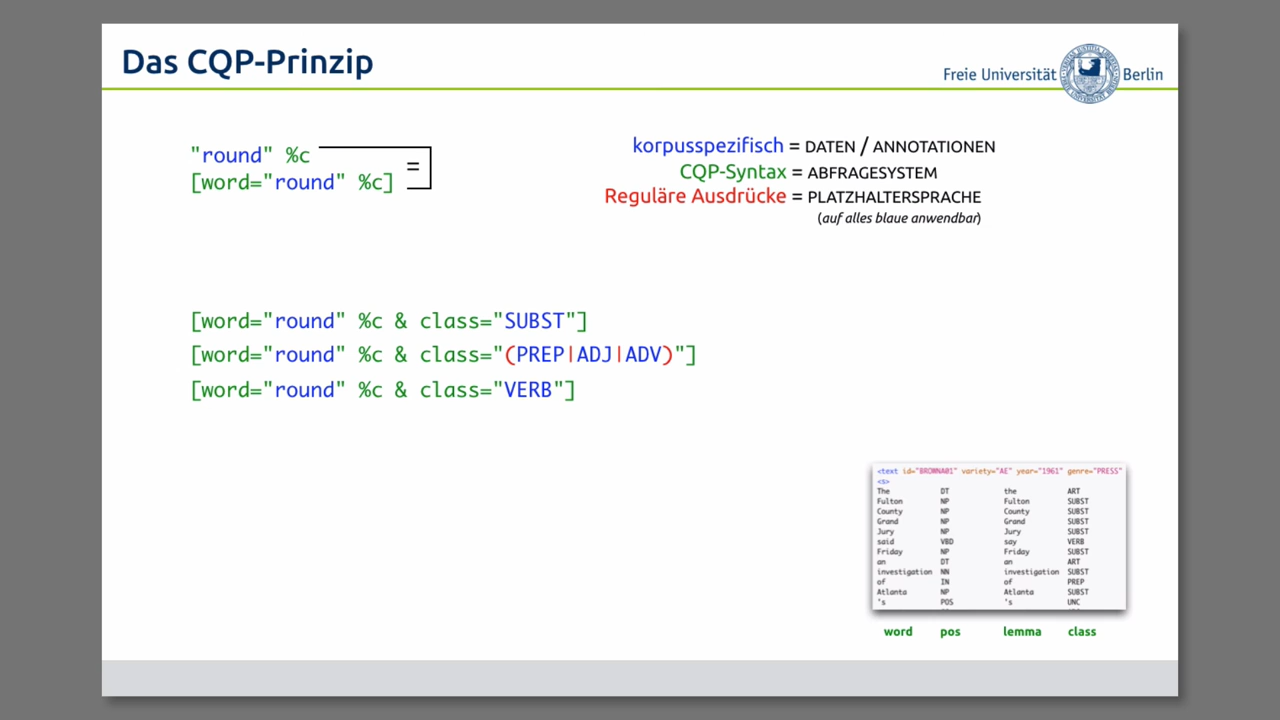 Das CQP-Prinzip
Freie Universität Berlin
"round" %c
[word="round" %c]
=
korpusspezifisch = DATEN / ANNOTATIONEN
CQP-Syntax = ABFRAGESYSTEM
Reguläre Ausdrücke = PLATZHALTERSPRACHE
(auf alles blaue anwendbar)
[word="round" %c & class="SUBST"]
[word="round" %c & class="(PREP|ADJ|ADV)"]
[word="round" %c & class="VERB"]
<text id="BROWNA01" variety="AE" year="1961" genre="PRESS"
<s>
The DT the ART
Fulton NP Fulton SUBST
County NP County SUBST
Grand NP Grand SUBST
Jury NP Jury SUBST
said VBD say VERB
Friday NP Friday SUBST
an DT an ART
investigation NN investigation SUBST
of IN of PREP
Atlanta NP Atlanta SUBST
's POS 's UNC
word pos lemma class